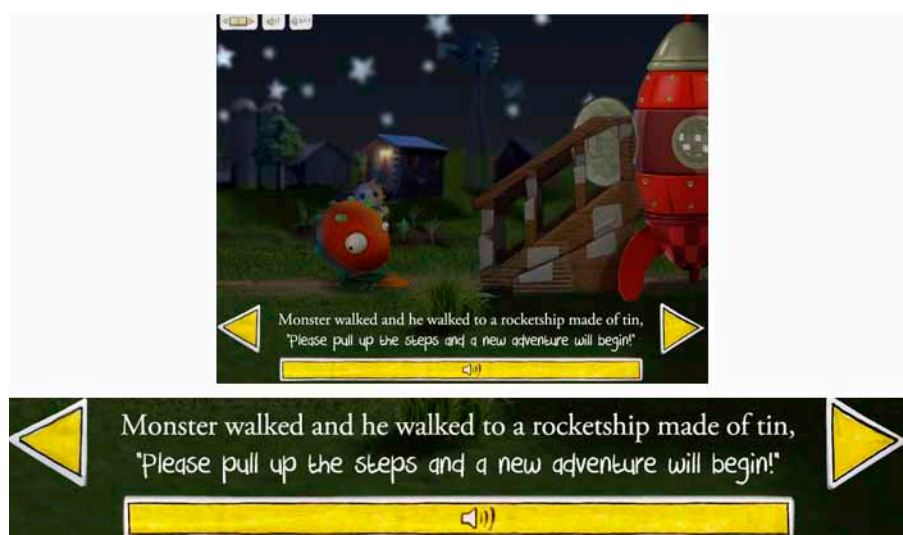 Monster walked and he walked to a rocketship made of tin,
"Please pull up the steps and a new adventure will begin!"
Monster walked and he walked to a rocketship made of tin,
"Please pull up the steps and a new adventure will begin!"